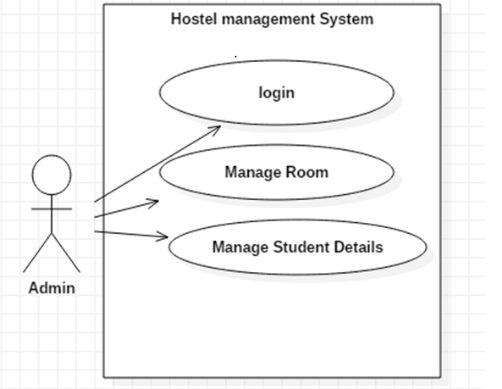 Hostel management System
login
Manage Room
Manage Student Details
Admin